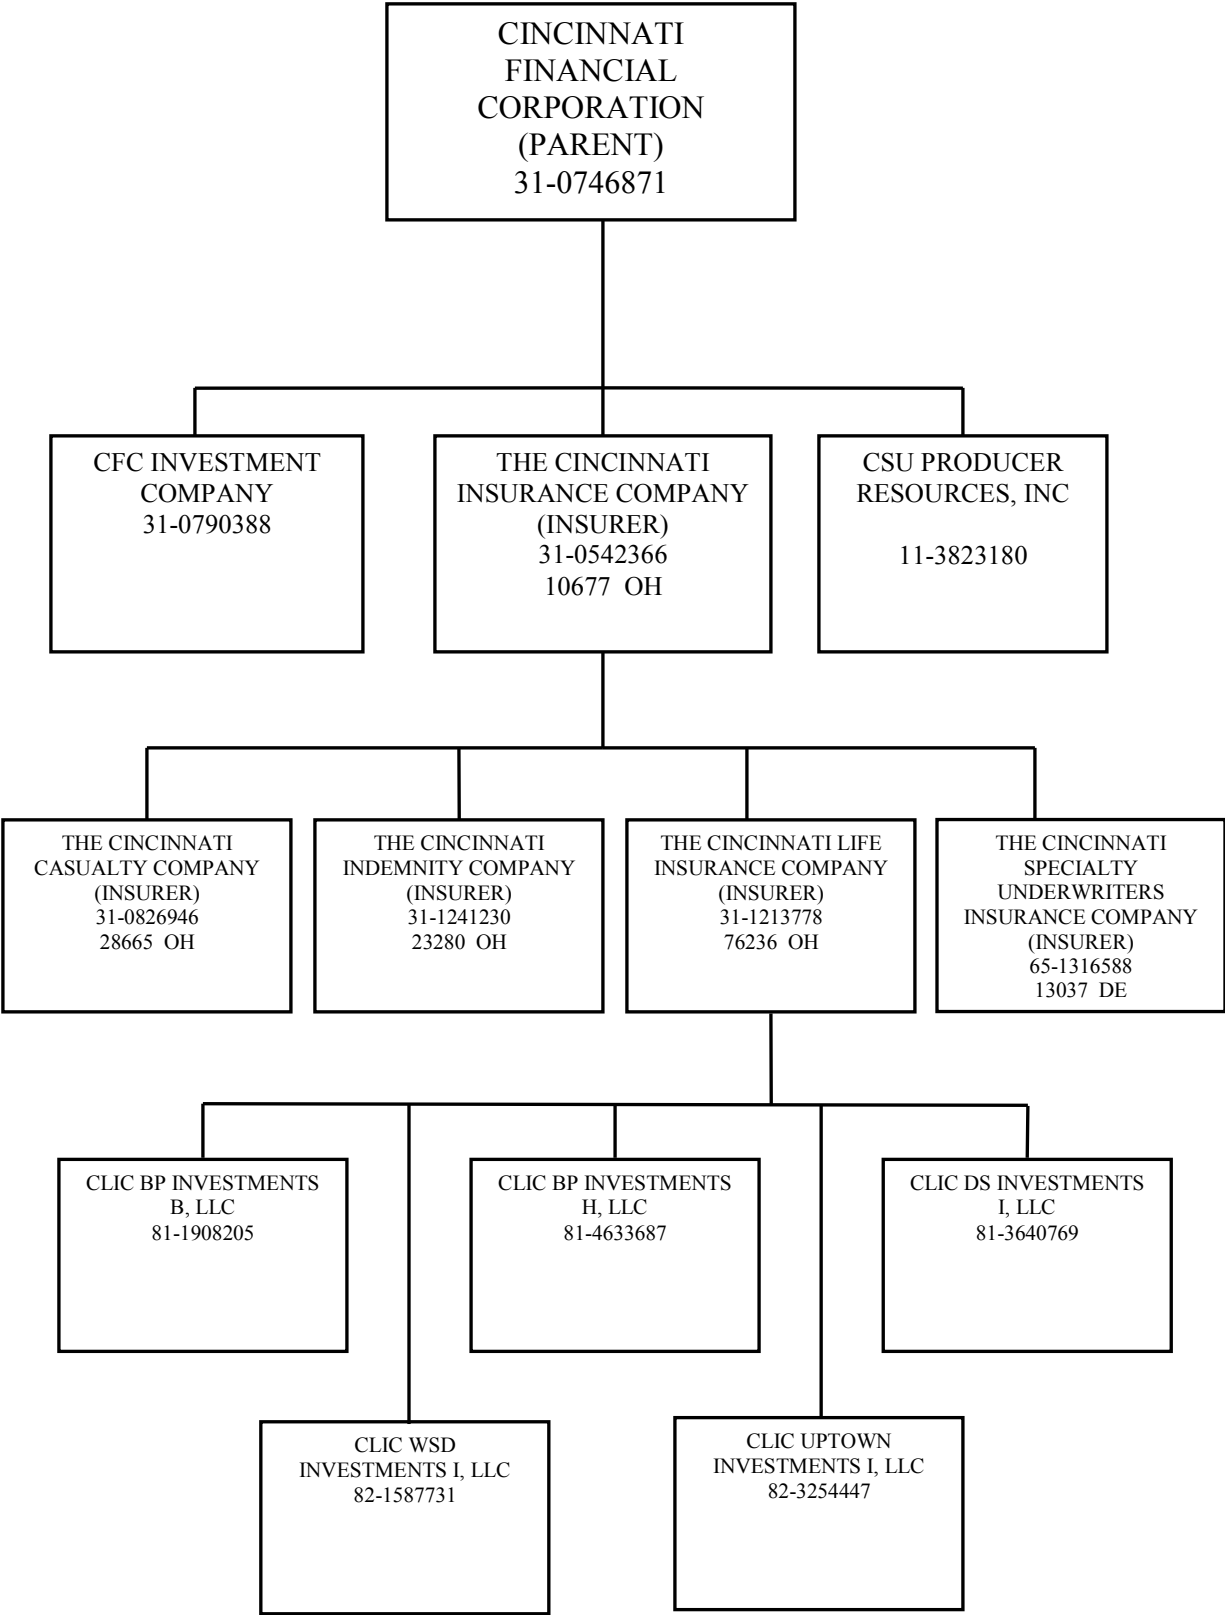 CINCINNATI
FINANCIAL
CORPORATION
(PARENT)
31-0746871
CFC INVESTMENT
COMPANY
31-0790388
THE CINCINNATI
INSURANCE COMPANY
(INSURER)
31-0542366
10677 OH
CSU PRODUCER
RESOURCES, INC
11-3823180
THE CINCINNATI
CASUALTY COMPANY
(INSURER)
31-0826946
28665 OH
THE CINCINNATI
INDEMNITY COMPANY
(INSURER)
31-1241230
23280 OH
THE CINCINNATI LIFE
INSURANCE COMPANY
(INSURER)
31-1213778
76236 OH
THE CINCINNATI
SPECIALTY
UNDERWRITERS
INSURANCE COMPANY
(INSURER)
65-1316588
13037 DE
CLIC BP INVESTMENTS
B, LLC
81-1908205
CLIC BP INVESTMENTS
H, LLC
81-4633687
CLIC DS INVESTMENTS
I, LLC
81-3640769
CLIC WSD
INVESTMENTS I, LLC
82-1587731
CLIC UPTOWN
INVESTMENTS I, LLC
82-3254447